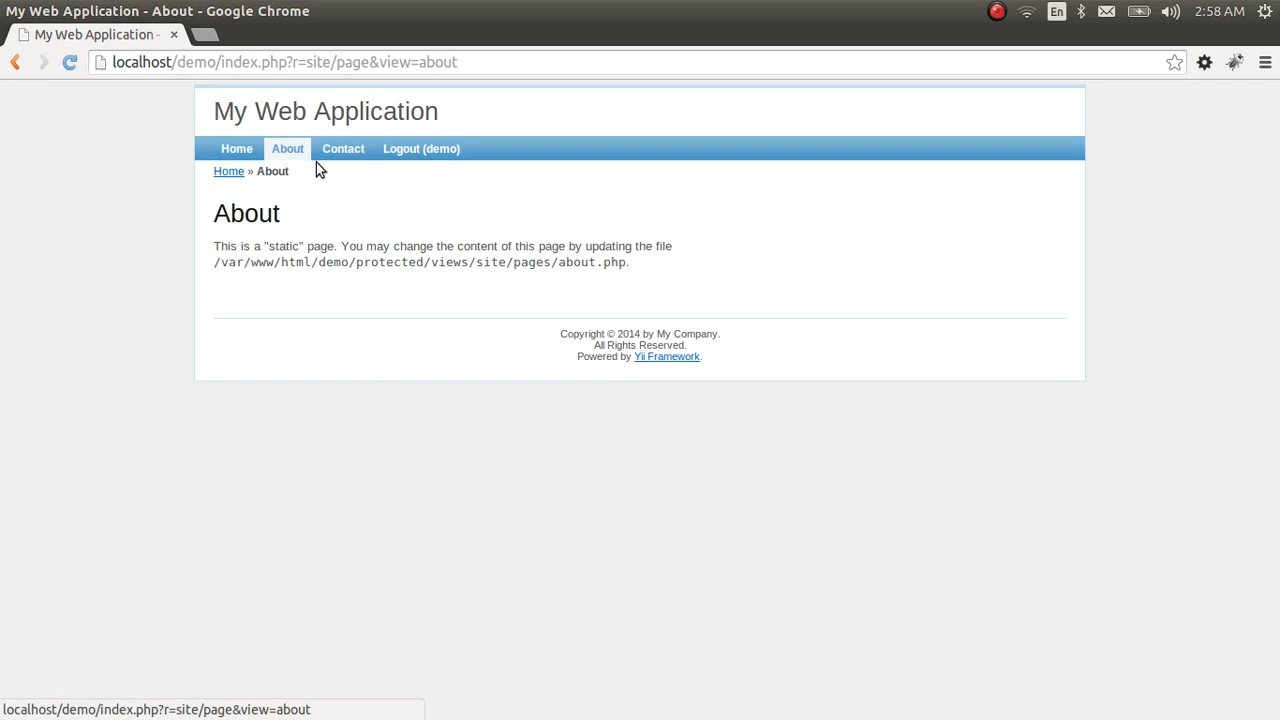 My Web Application - About - Google Chrome
En
2:58 AM
My Web Application -
localhost/demo/index.php?r=site/page&view=about
My Web Application
Home About Contact Logout (demo)
Home » About
About
This is a "static" page. You may change the content of this page by updating the file
/var/www/html/demo/protected/views/site/pages/about.php.
Copyright © 2014 by My Company.
All Rights Reserved.
Powered by Yii Framework.
localhost/demo/index.php?r=site/page&view=about